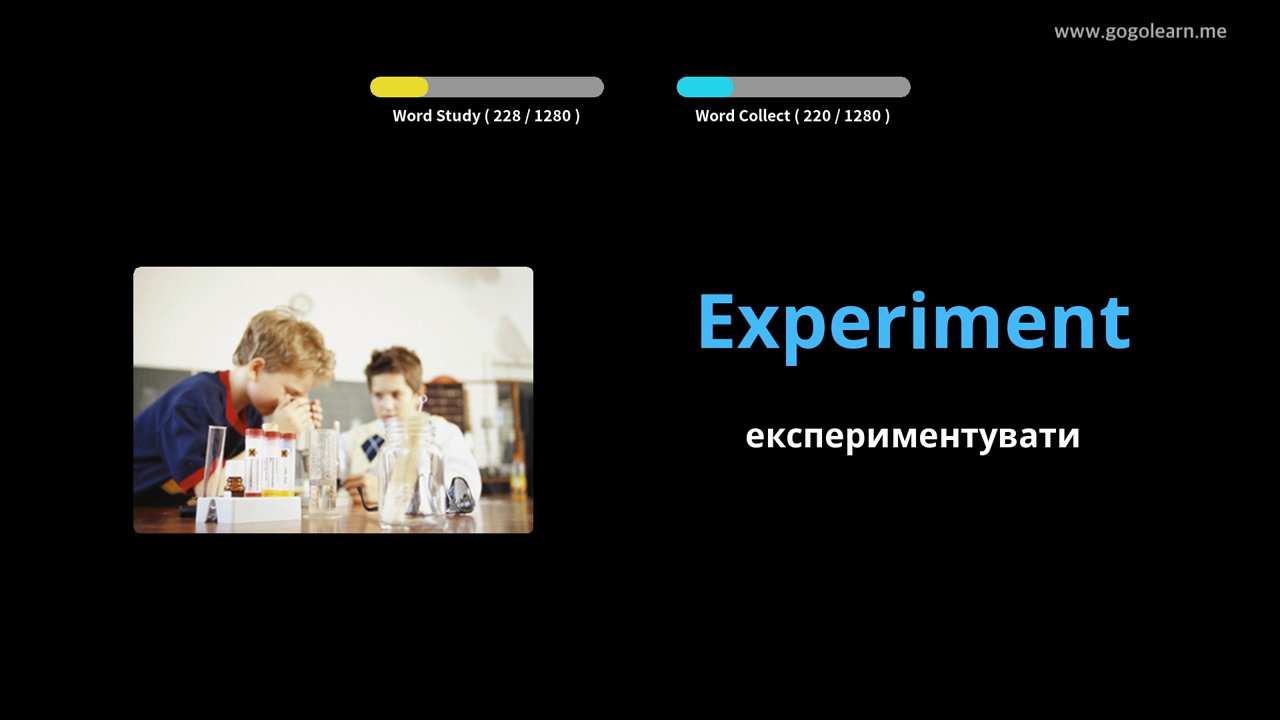 www.gogolearn.me
Word Study ( 228 / 1280 )
Word Collect ( 220 / 1280 )
Experiment
експериментувати